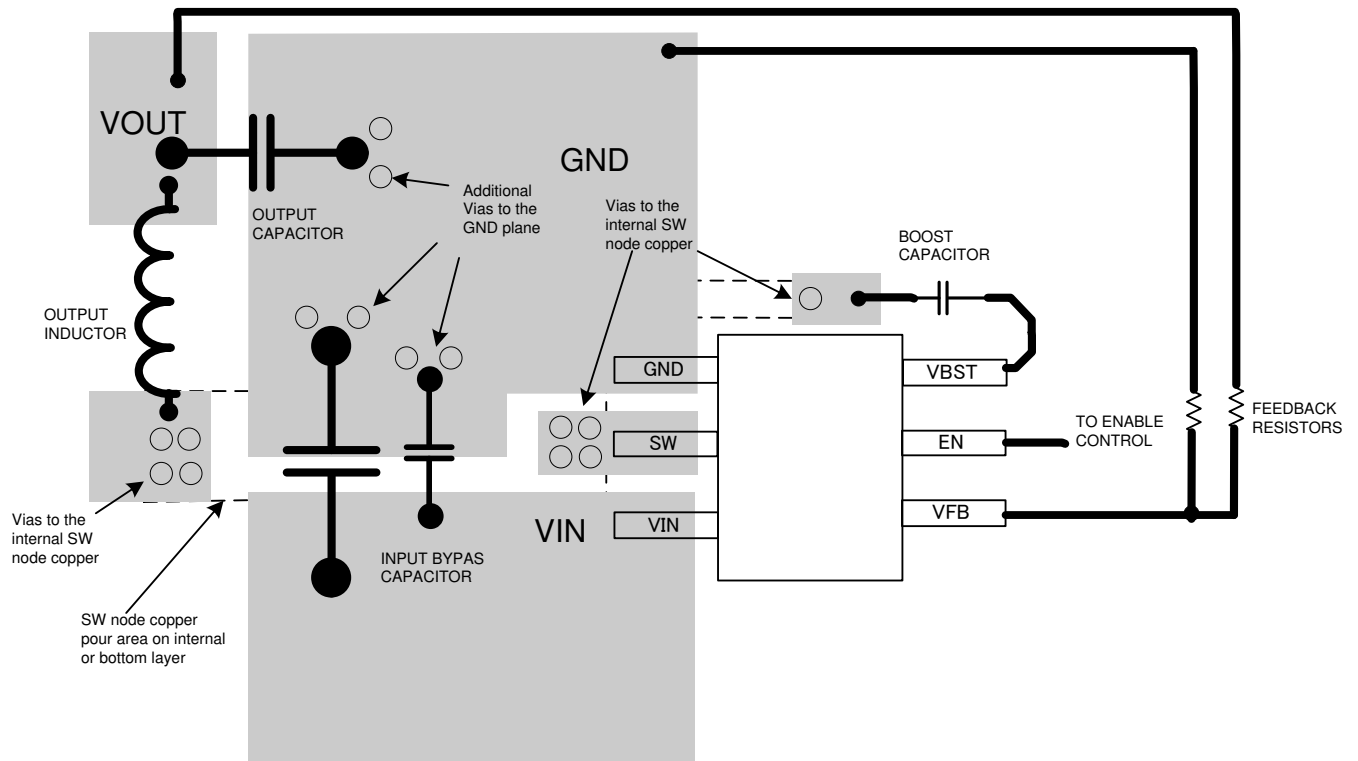 VOUT
GND
OUTPUT
CAPACITOR
Additional
Vias to the
GND plane
Vias to the
internal SW
node copper
BOOST
CAPACITOR
OUTPUT
INDUCTOR
GND
VBST
SW
EN
TO ENABLE
CONTROL
FEEDBACK
RESISTORS
VIN
VIN
VFB
Vias to the
internal SW
node copper
INPUT BYPAS
CAPACITOR
SW node copper
pour area on internal
or bottom layer